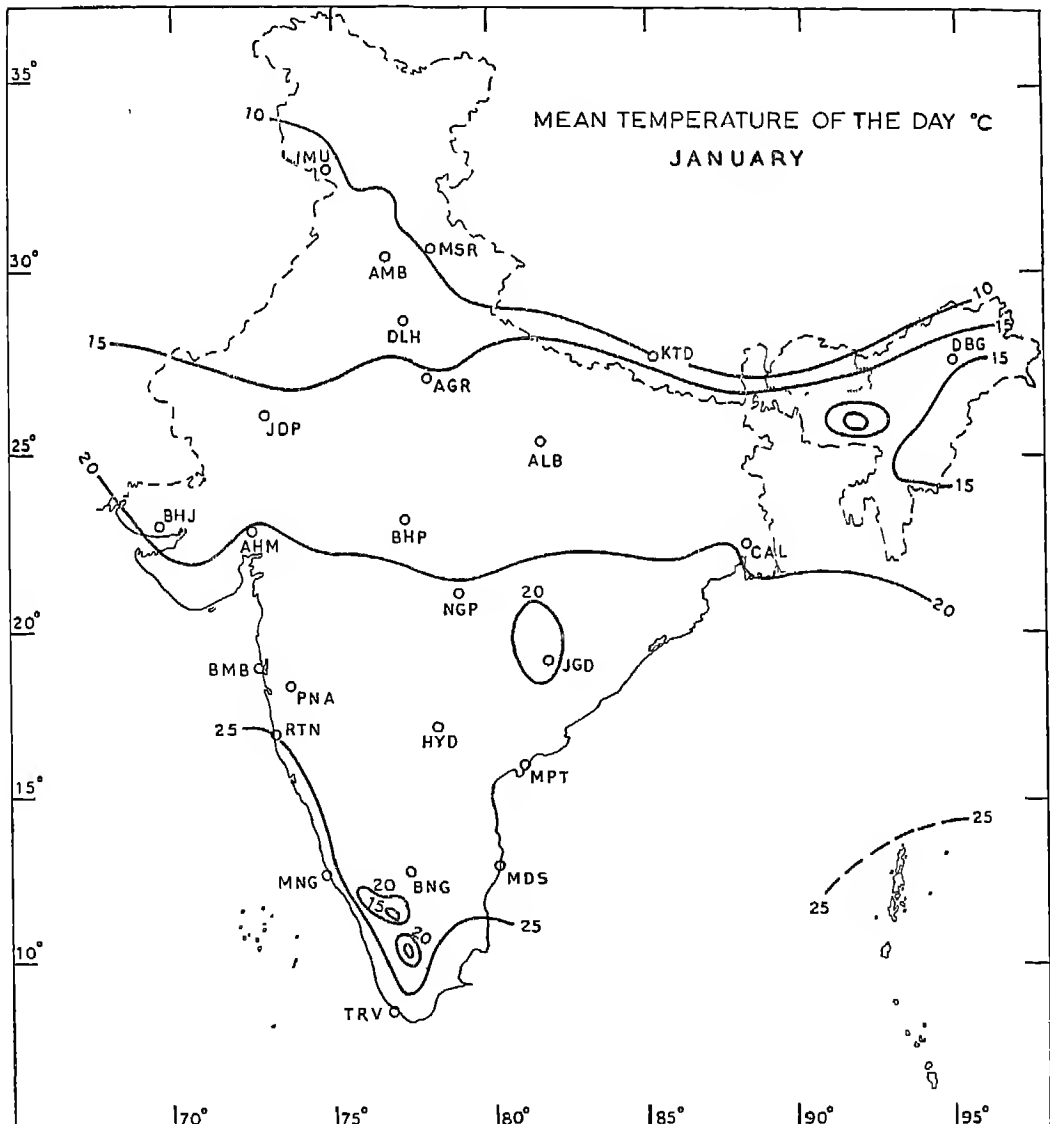 35°
MEAN TEMPERATURE OF THE DAY °C
JANUARY
10
JMU
MSR
30°
AMB
10
DLH
15
15
KTD
DBG
15
AGR
JDP
25°
ALB
20
15
BHJ
BHP
AHM
CAL
NGP
20
20
20°
JGD
BMB
PNA
25
RTN
HYD
MPT
15°
25
MNG
20
BNG
MDS
15
25
20
25
10°
TRV
70° 75° 80° 85° 90° 95°